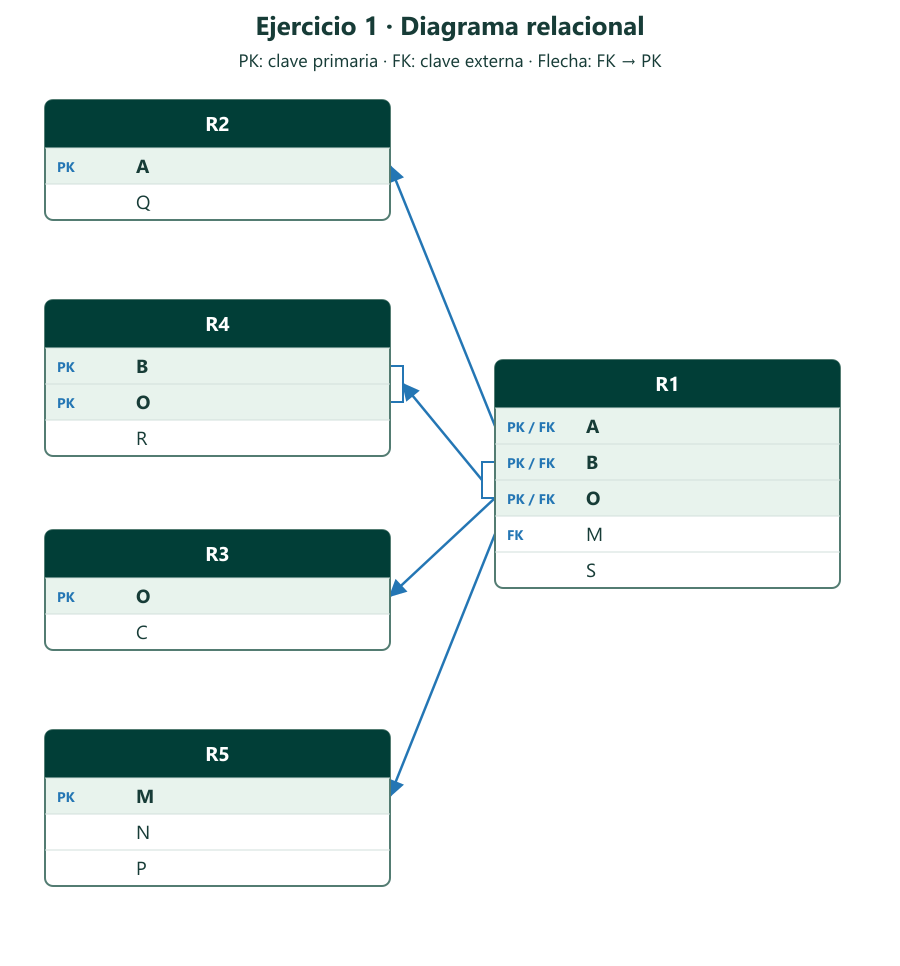 Ejercicio 1 · Diagrama relacional
PK: clave primaria · FK: clave externa · Flecha: FK → PK
R2
PK A
Q
R4
PK B
PK O
R
R1
PK / FK A
PK / FK B
PK / FK O
FK M
S
R3
PK O
C
R5
PK M
N
P